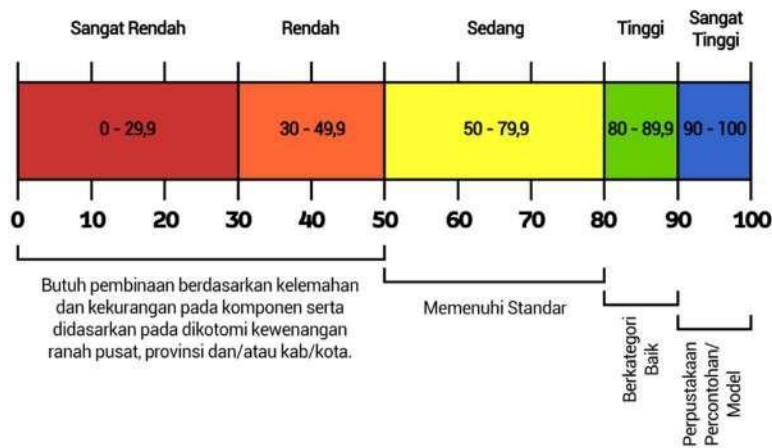 Sangat Rendah
Rendah
Sedang
Tinggi
Sangat
Tinggi
0 - 29,9
30 - 49,9
50 - 79,9
80 - 89,9
90 - 100
0 10 20 30 40 50 60 70 80 90 100
Butuh pembinaan berdasarkan kelemahan
dan kekurangan pada komponen serta
didasarkan pada dikotomi kewenangan
ranah pusat, provinsi dan/atau kab/kota.
Memenuhi Standar
Berkategori
Baik
Perpustakaan
Percontohan/
Model